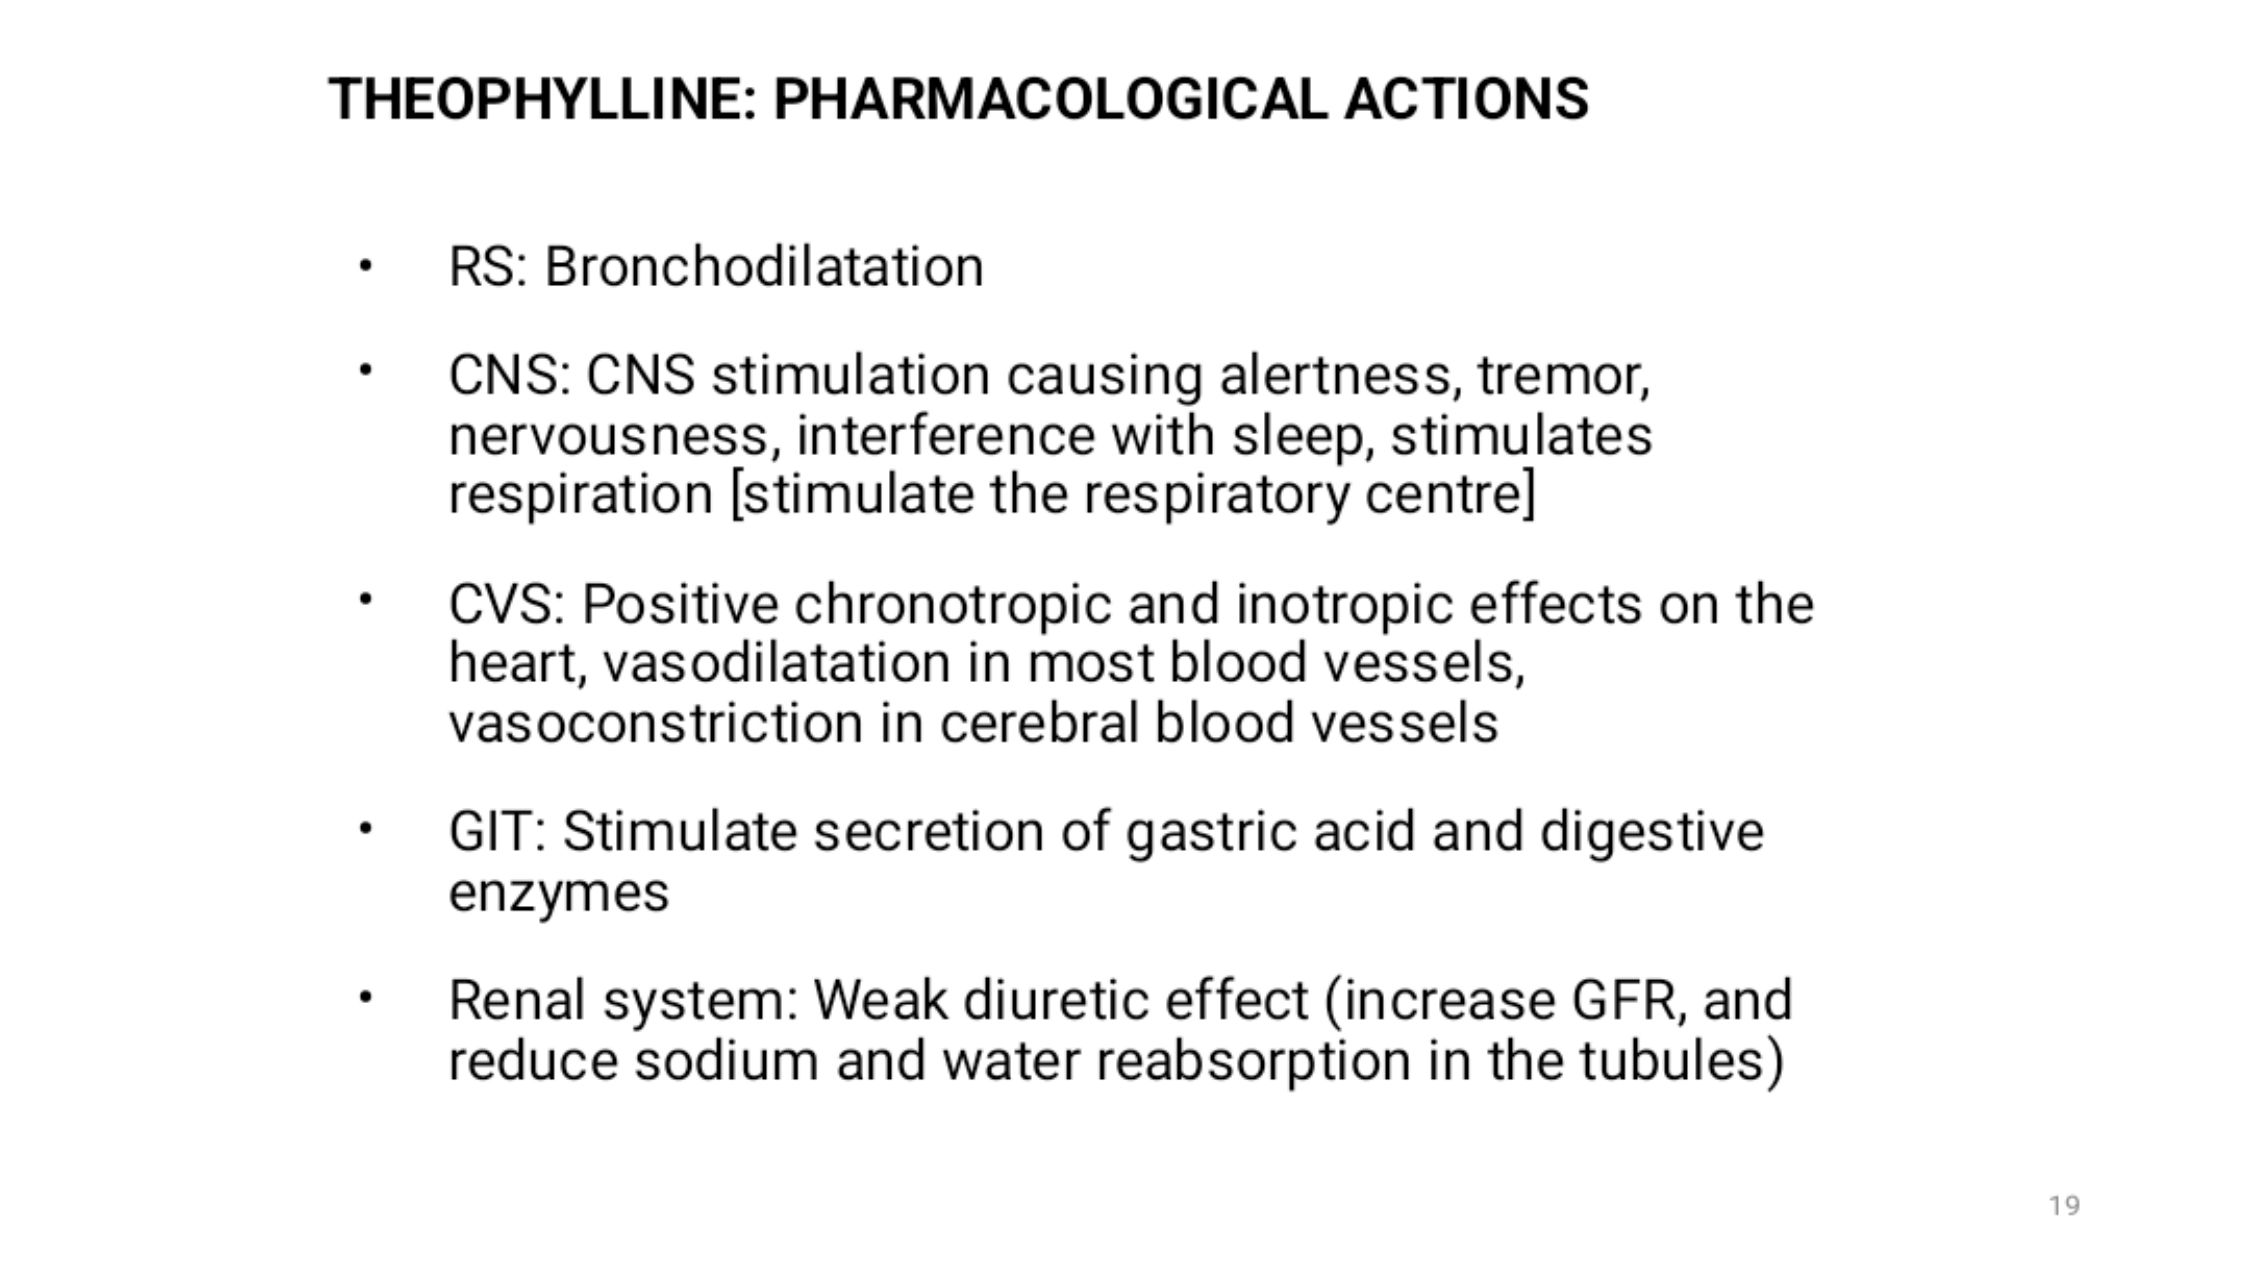 THEOPHYLLINE: PHARMACOLOGICAL ACTIONS
• RS: Bronchodilatation
• CNS: CNS stimulation causing alertness, tremor,
nervousness, interference with sleep, stimulates
respiration [stimulate the respiratory centre]
• CVS: Positive chronotropic and inotropic effects on the
heart, vasodilatation in most blood vessels,
vasoconstriction in cerebral blood vessels
• GIT: Stimulate secretion of gastric acid and digestive
enzymes
• Renal system: Weak diuretic effect (increase GFR, and
reduce sodium and water reabsorption in the tubules)
19